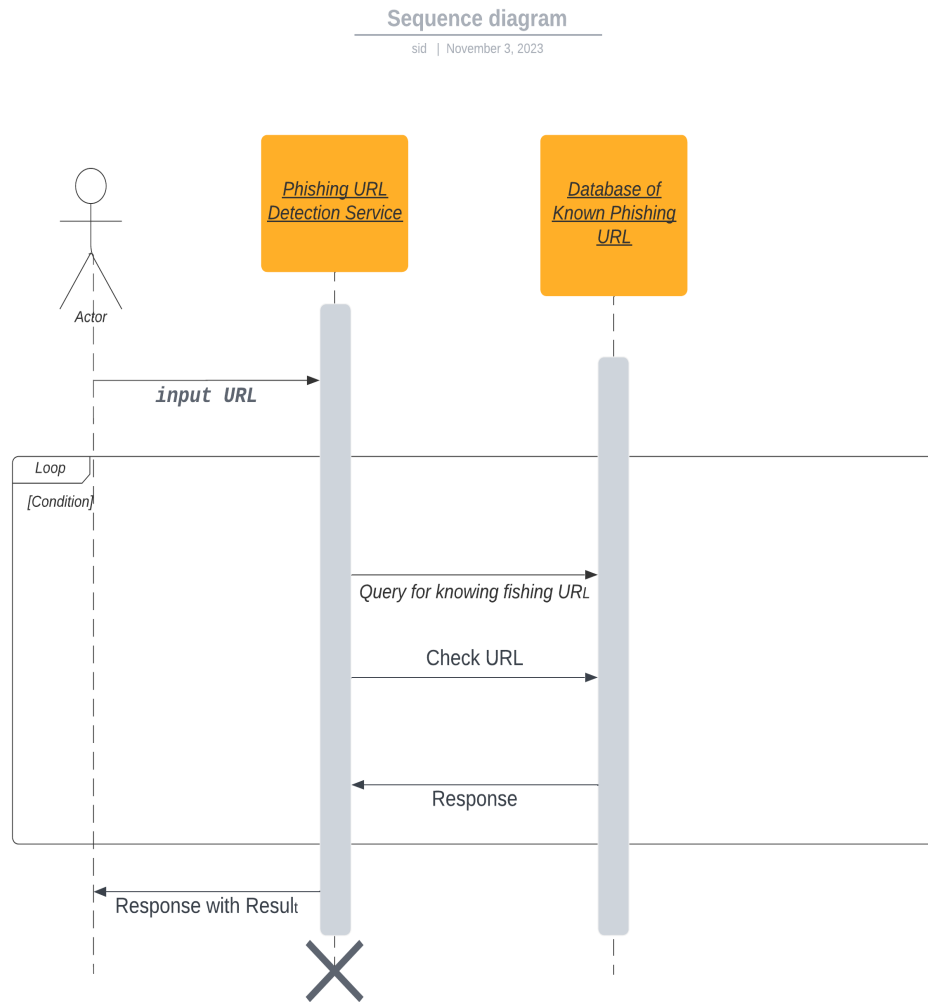 Sequence diagram
sid | November 3, 2023
Phishing URL
Detection Service
Database of
Known Phishing
URL
Actor
input URL
Loop
[Condition]
Query for knowing fishing URL
Check URL
Response
Response with Result